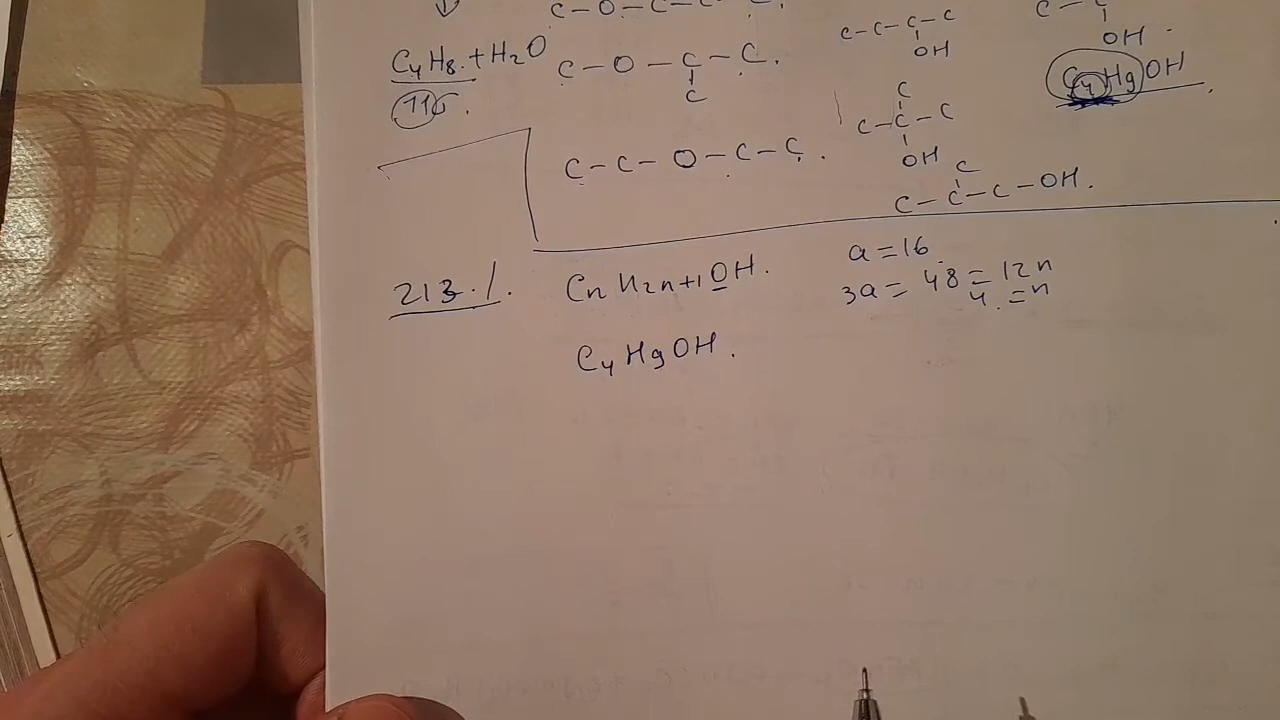 C-O-C-C-C.
C4H8.+H2O
C-O-C-C.
C
116.
C-C-O-C-C.
C-C-C-C
OH
C
C-C-C
OH
C
C-C-C-OH.
C-C
OH.
C4H9OH
213.1. CnH2n+1OH. a=16.
3a=48=12n
4.=n
C4H9OH.